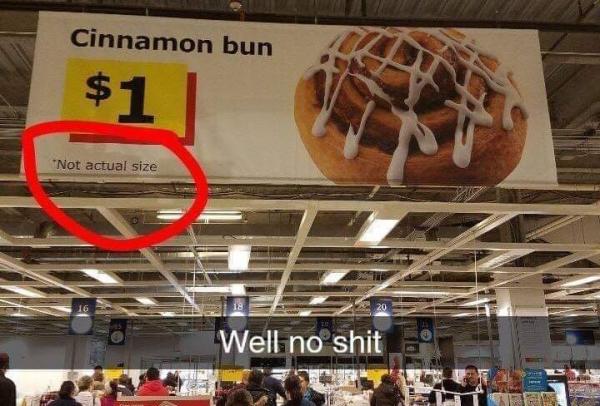 Cinnamon bun
$1
*Not actual size
16
18
20
Well no shit